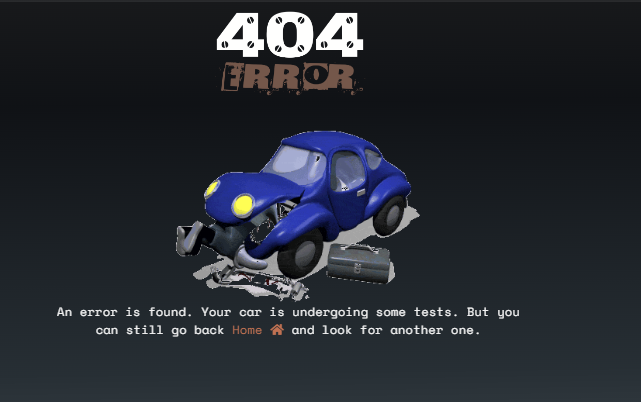 404
ERROR
An error is found. Your car is undergoing some tests. But you
can still go back Home and look for another one.